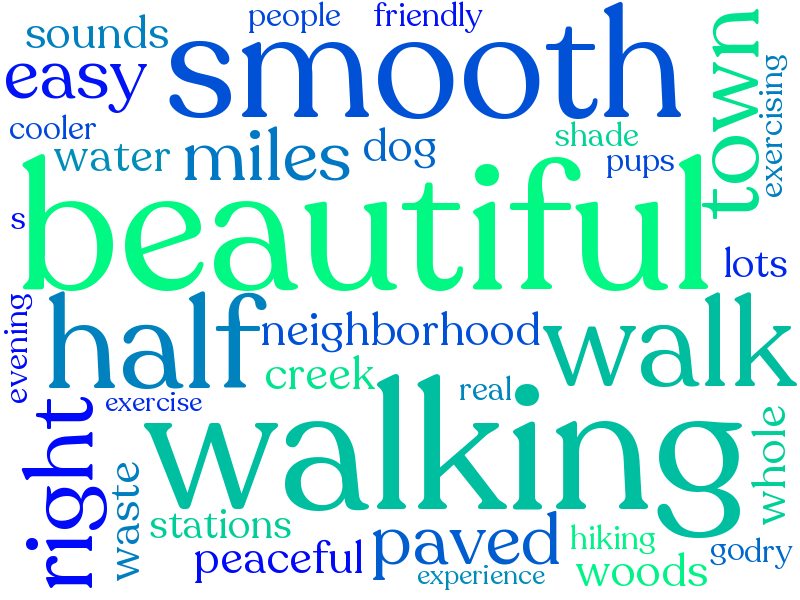 people
friendly
sounds
smooth
town
easy
exercising
cooler
water
miles
dog
shade
pups
beautiful
s
lots
evening
half
neighborhood
walk
creek
real
exercise
walking
right
whole
waste
stations
paved
hiking
peaceful
godry
experience
woods